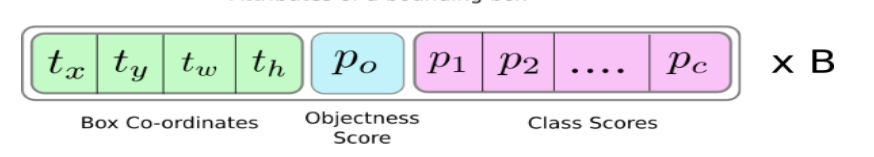 t_x t_y t_w t_h p_o p_1 p_2 .... p_c x B
Box Co-ordinates Objectness Score Class Scores